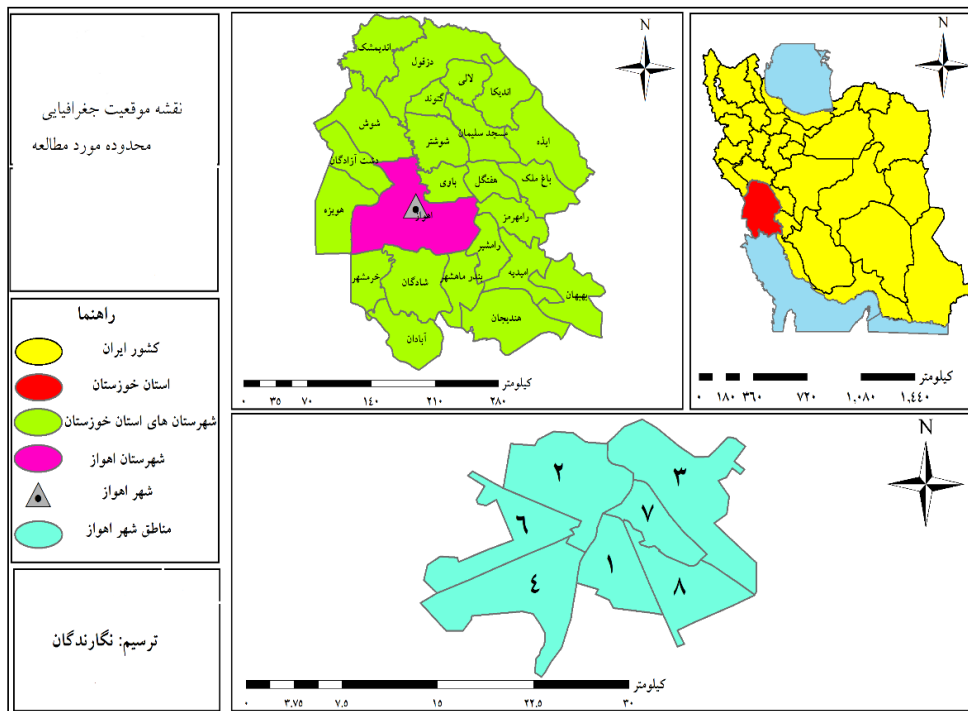 نقشه موقعیت جغرافیایی
محدوده مورد مطالعه
راهنما
کشور ایران
استان خوزستان
شهرستان های استان خوزستان
شهرستان اهواز
شهر اهواز
مناطق شهر اهواز
ترسیم: نگارندگان
N
اندیمشک
دزفول
لالی
اندیکا
گتوند
شوش
شوشتر
مسجد سلیمان
ایذه
دشت آزادگان
باوی
هفتگل
باغ ملک
هویزه
اهواز
رامهرمز
رامشیر
خرمشهر
شادگان
بندر ماهشهر
امیدیه
بهبهان
هندیجان
آبادان
کیلومتر
۰ ۳۵ ۷۰ ۱۴۰ ۲۱۰ ۲۸۰
N
کیلومتر
۰ ۱۸۰ ۳۶۰ ۷۲۰ ۱,۰۸۰ ۱,۴۴۰
N
۲
۳
۶
۷
۴
۱
۸
کیلومتر
۰ ۳.۷۵ ۷.۵ ۱۵ ۲۲.۵ ۳۰